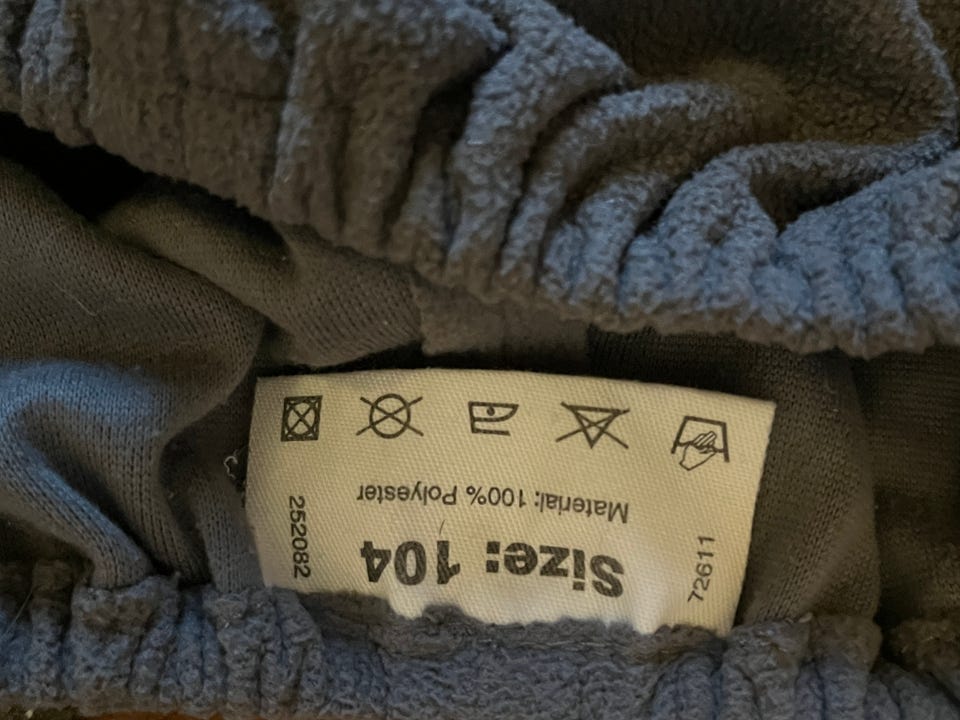 Size: 104
Material: 100% Polyester
72611
252082